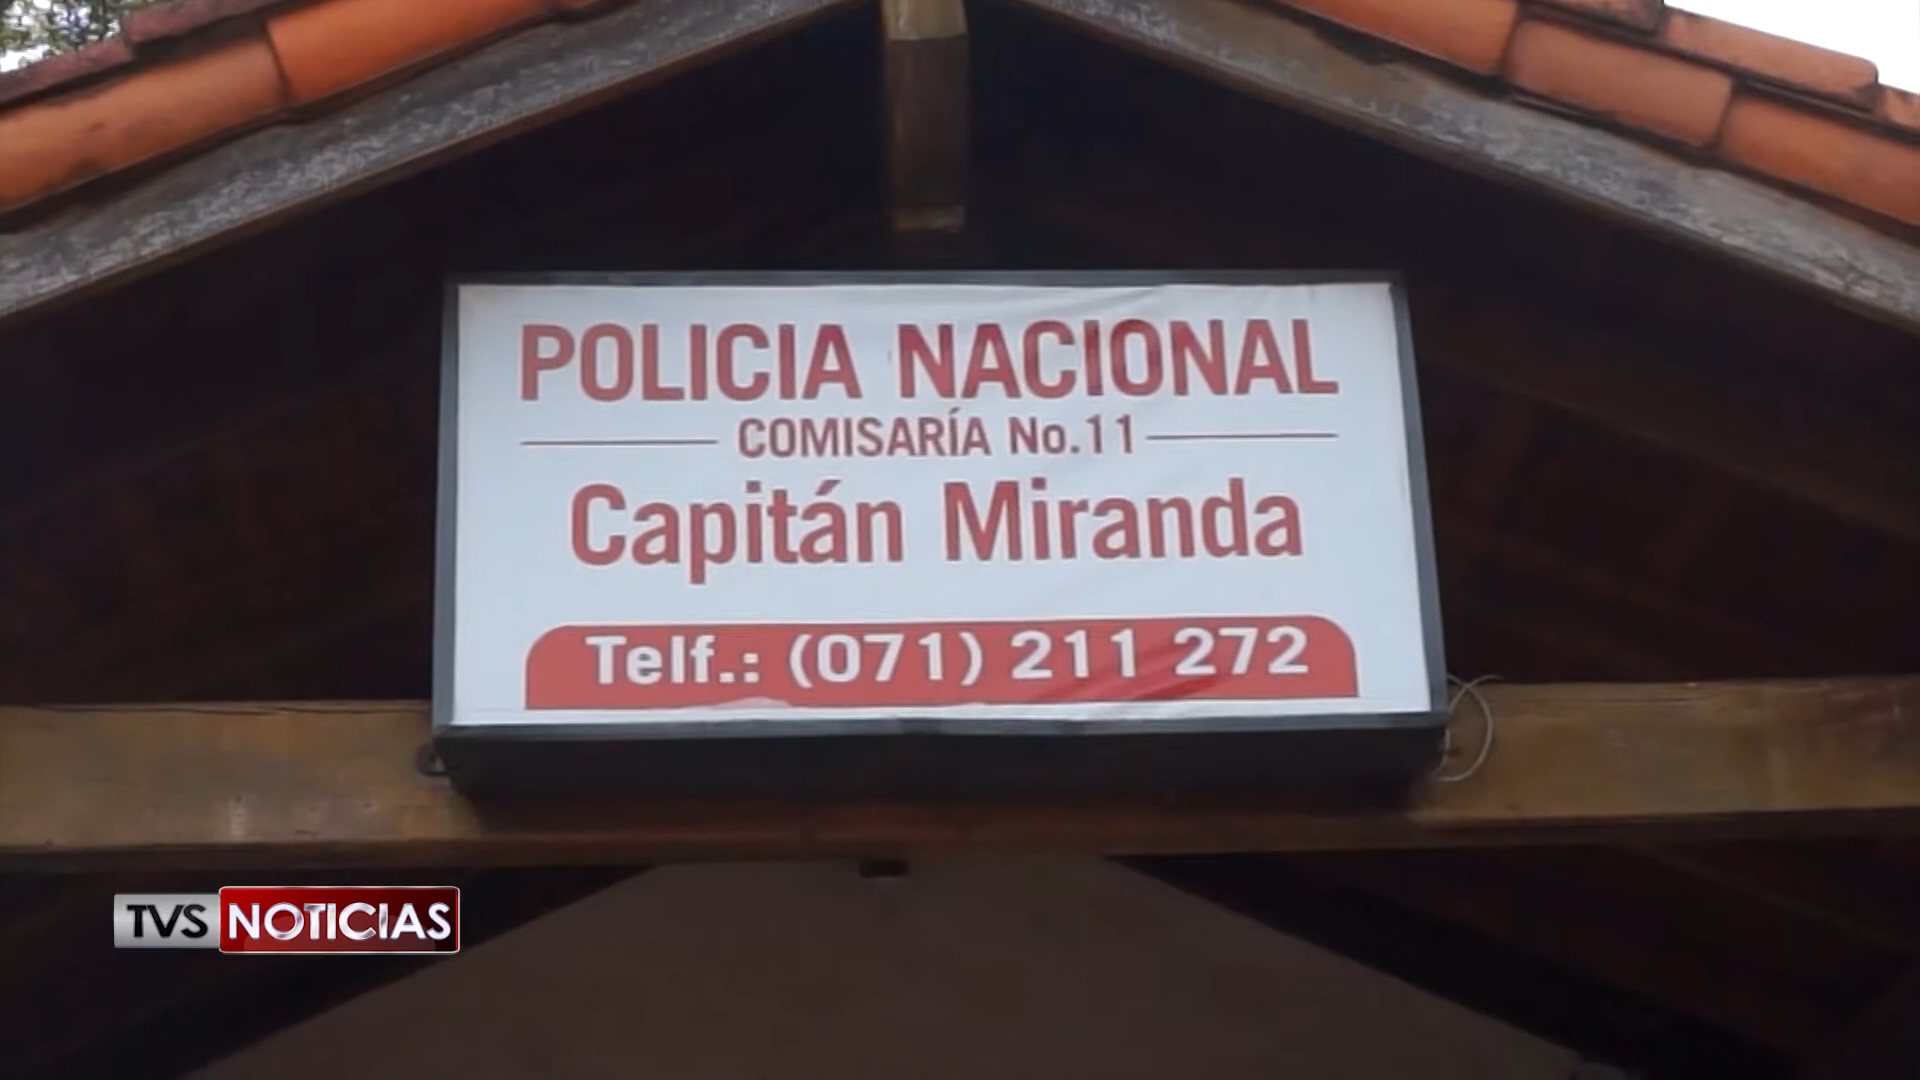 POLICIA NACIONAL
COMISARÍA No.11
Capitán Miranda
Telf.: (071) 211 272
TVS NOTICIAS